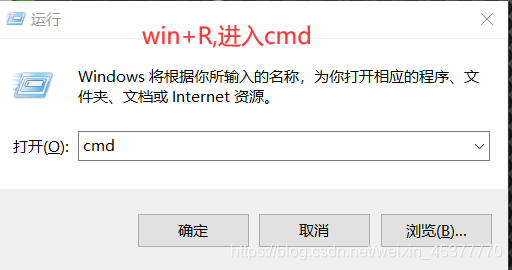 运行
win+R,进入cmd
Windows 将根据你所输入的名称，为你打开相应的程序、文
件夹、文档或 Internet 资源。
打开(O): cmd
确定 取消 浏览(B)...
https://blog.csdn.net/weixin_45377770